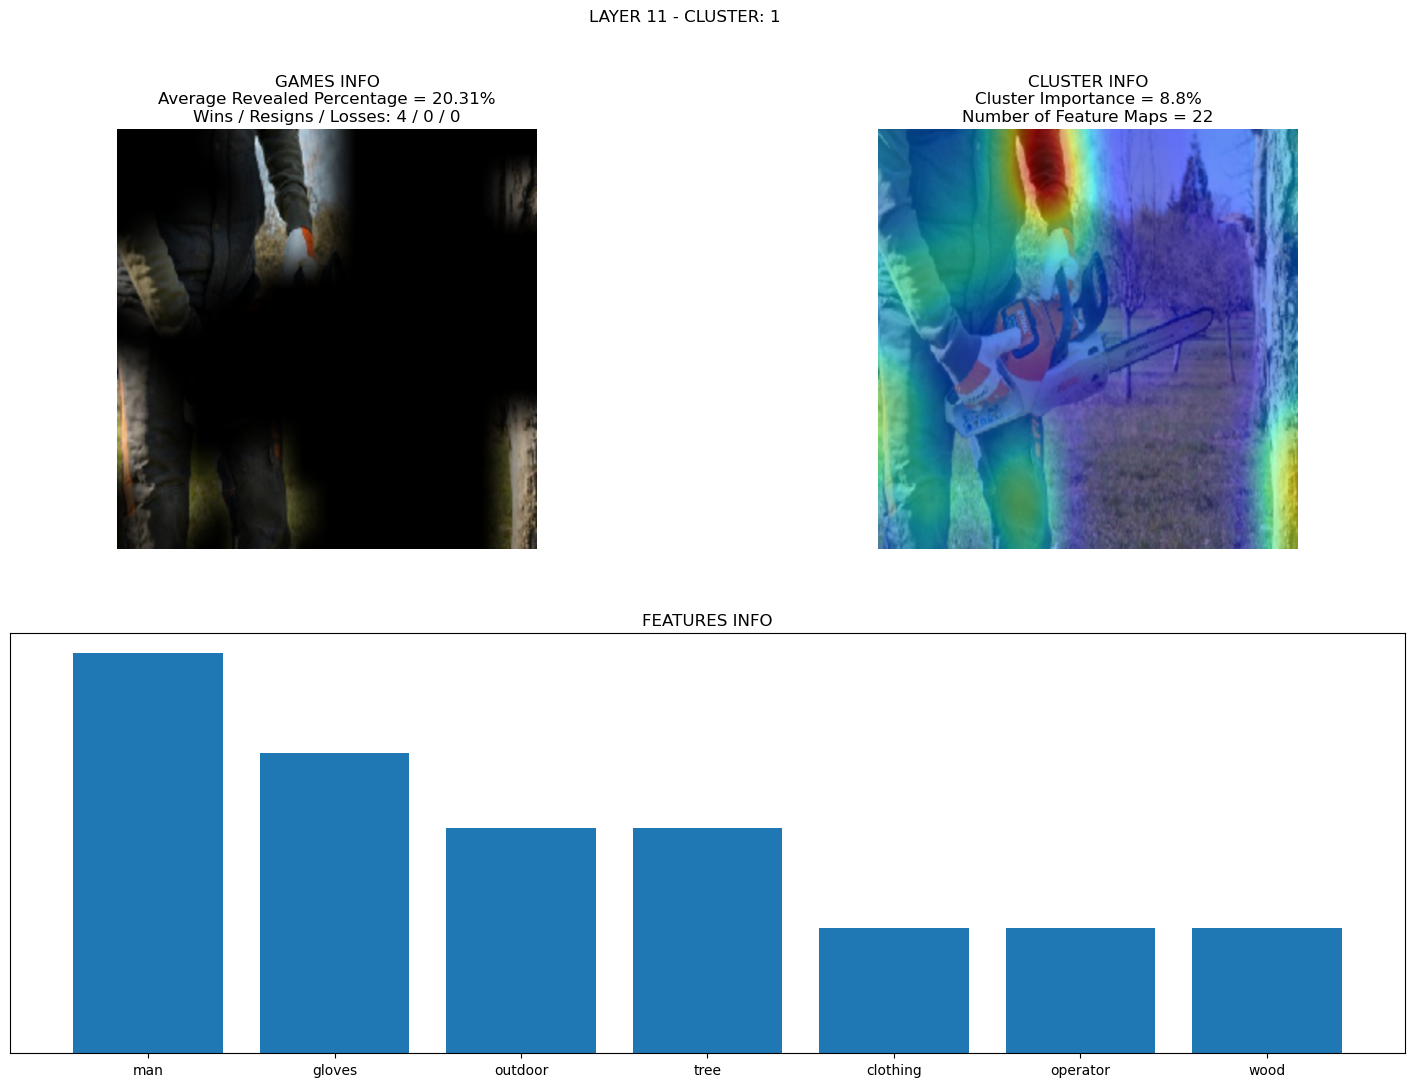 LAYER 11 - CLUSTER: 1
GAMES INFO
Average Revealed Percentage = 20.31%
Wins / Resigns / Losses: 4 / 0 / 0
CLUSTER INFO
Cluster Importance = 8.8%
Number of Feature Maps = 22
FEATURES INFO
man
gloves
outdoor
tree
clothing
operator
wood